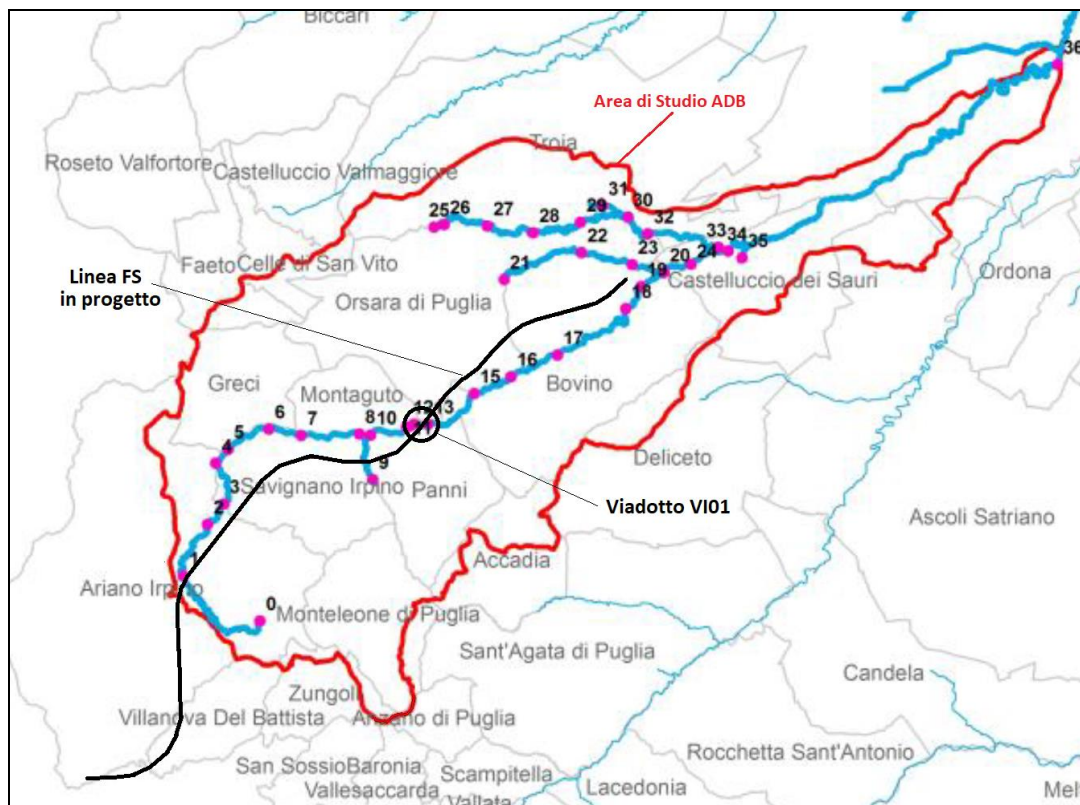 Biccari
36
Area di Studio ADB
Troia
Roseto Valfortore
Castelluccio Valmaggiore
31
30
25
26
27
28
29
32
33
34
35
22
23
20
24
21
19
Faeto
Celle di San Vito
Castelluccio dei Sauri
Ordona
Linea FS
in progetto
Orsara di Puglia
18
17
16
15
Bovino
Greci
Montaguto
12
13
6
7
8
10
11
5
4
9
Deliceto
3
Savignano Irpino
Panni
2
Viadotto VI01
Ascoli Satriano
1
Accadia
Ariano Irpino
0
Monteleone di Puglia
Sant'Agata di Puglia
Candela
Zungoli
Villanova Del Battista
Anzano di Puglia
Rocchetta Sant'Antonio
San Sossio Baronia
Scampitella
Vallesaccarda
Lacedonia
Vallata
Mel